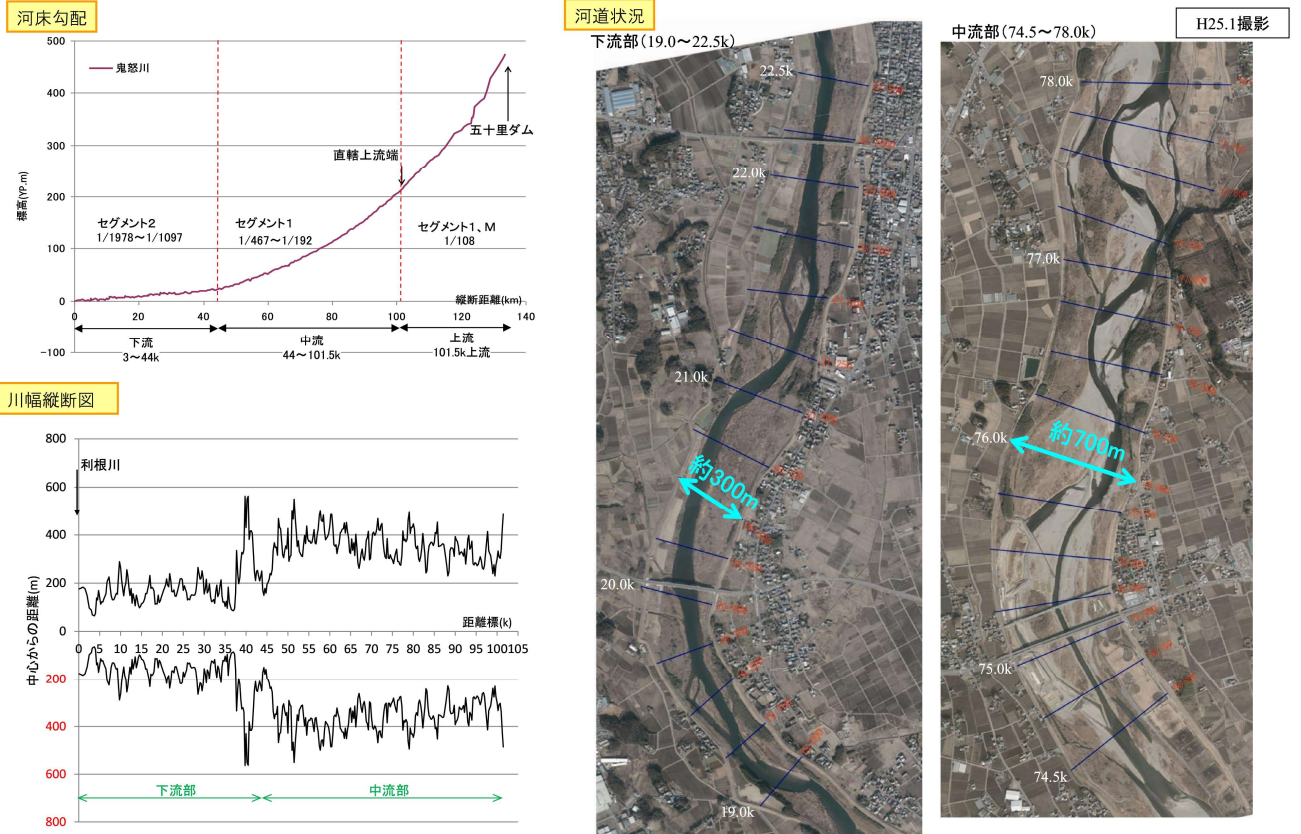 河床勾配
500
400
300
200
100
0
−100
標高(YP.m)
鬼怒川
五十里ダム
直轄上流端
セグメント2
1/1978～1/1097
セグメント1
1/467～1/192
セグメント1、M
1/108
縦断距離(km)
0 20 40 60 80 100 120 140
下流
3～44k
中流
44～101.5k
上流
101.5k上流
川幅縦断図
800
600
400
200
0
200
400
600
800
中心からの距離(m)
利根川
距離標(k)
0 5 10 15 20 25 30 35 40 45 50 55 60 65 70 75 80 85 90 95 100 105
下流部
中流部
河道状況
下流部(19.0～22.5k)
22.5k
22.0k
21.0k
約300m
20.0k
19.0k
中流部(74.5～78.0k)
H25.1撮影
78.0k
77.0k
76.0k
約700m
75.0k
74.5k